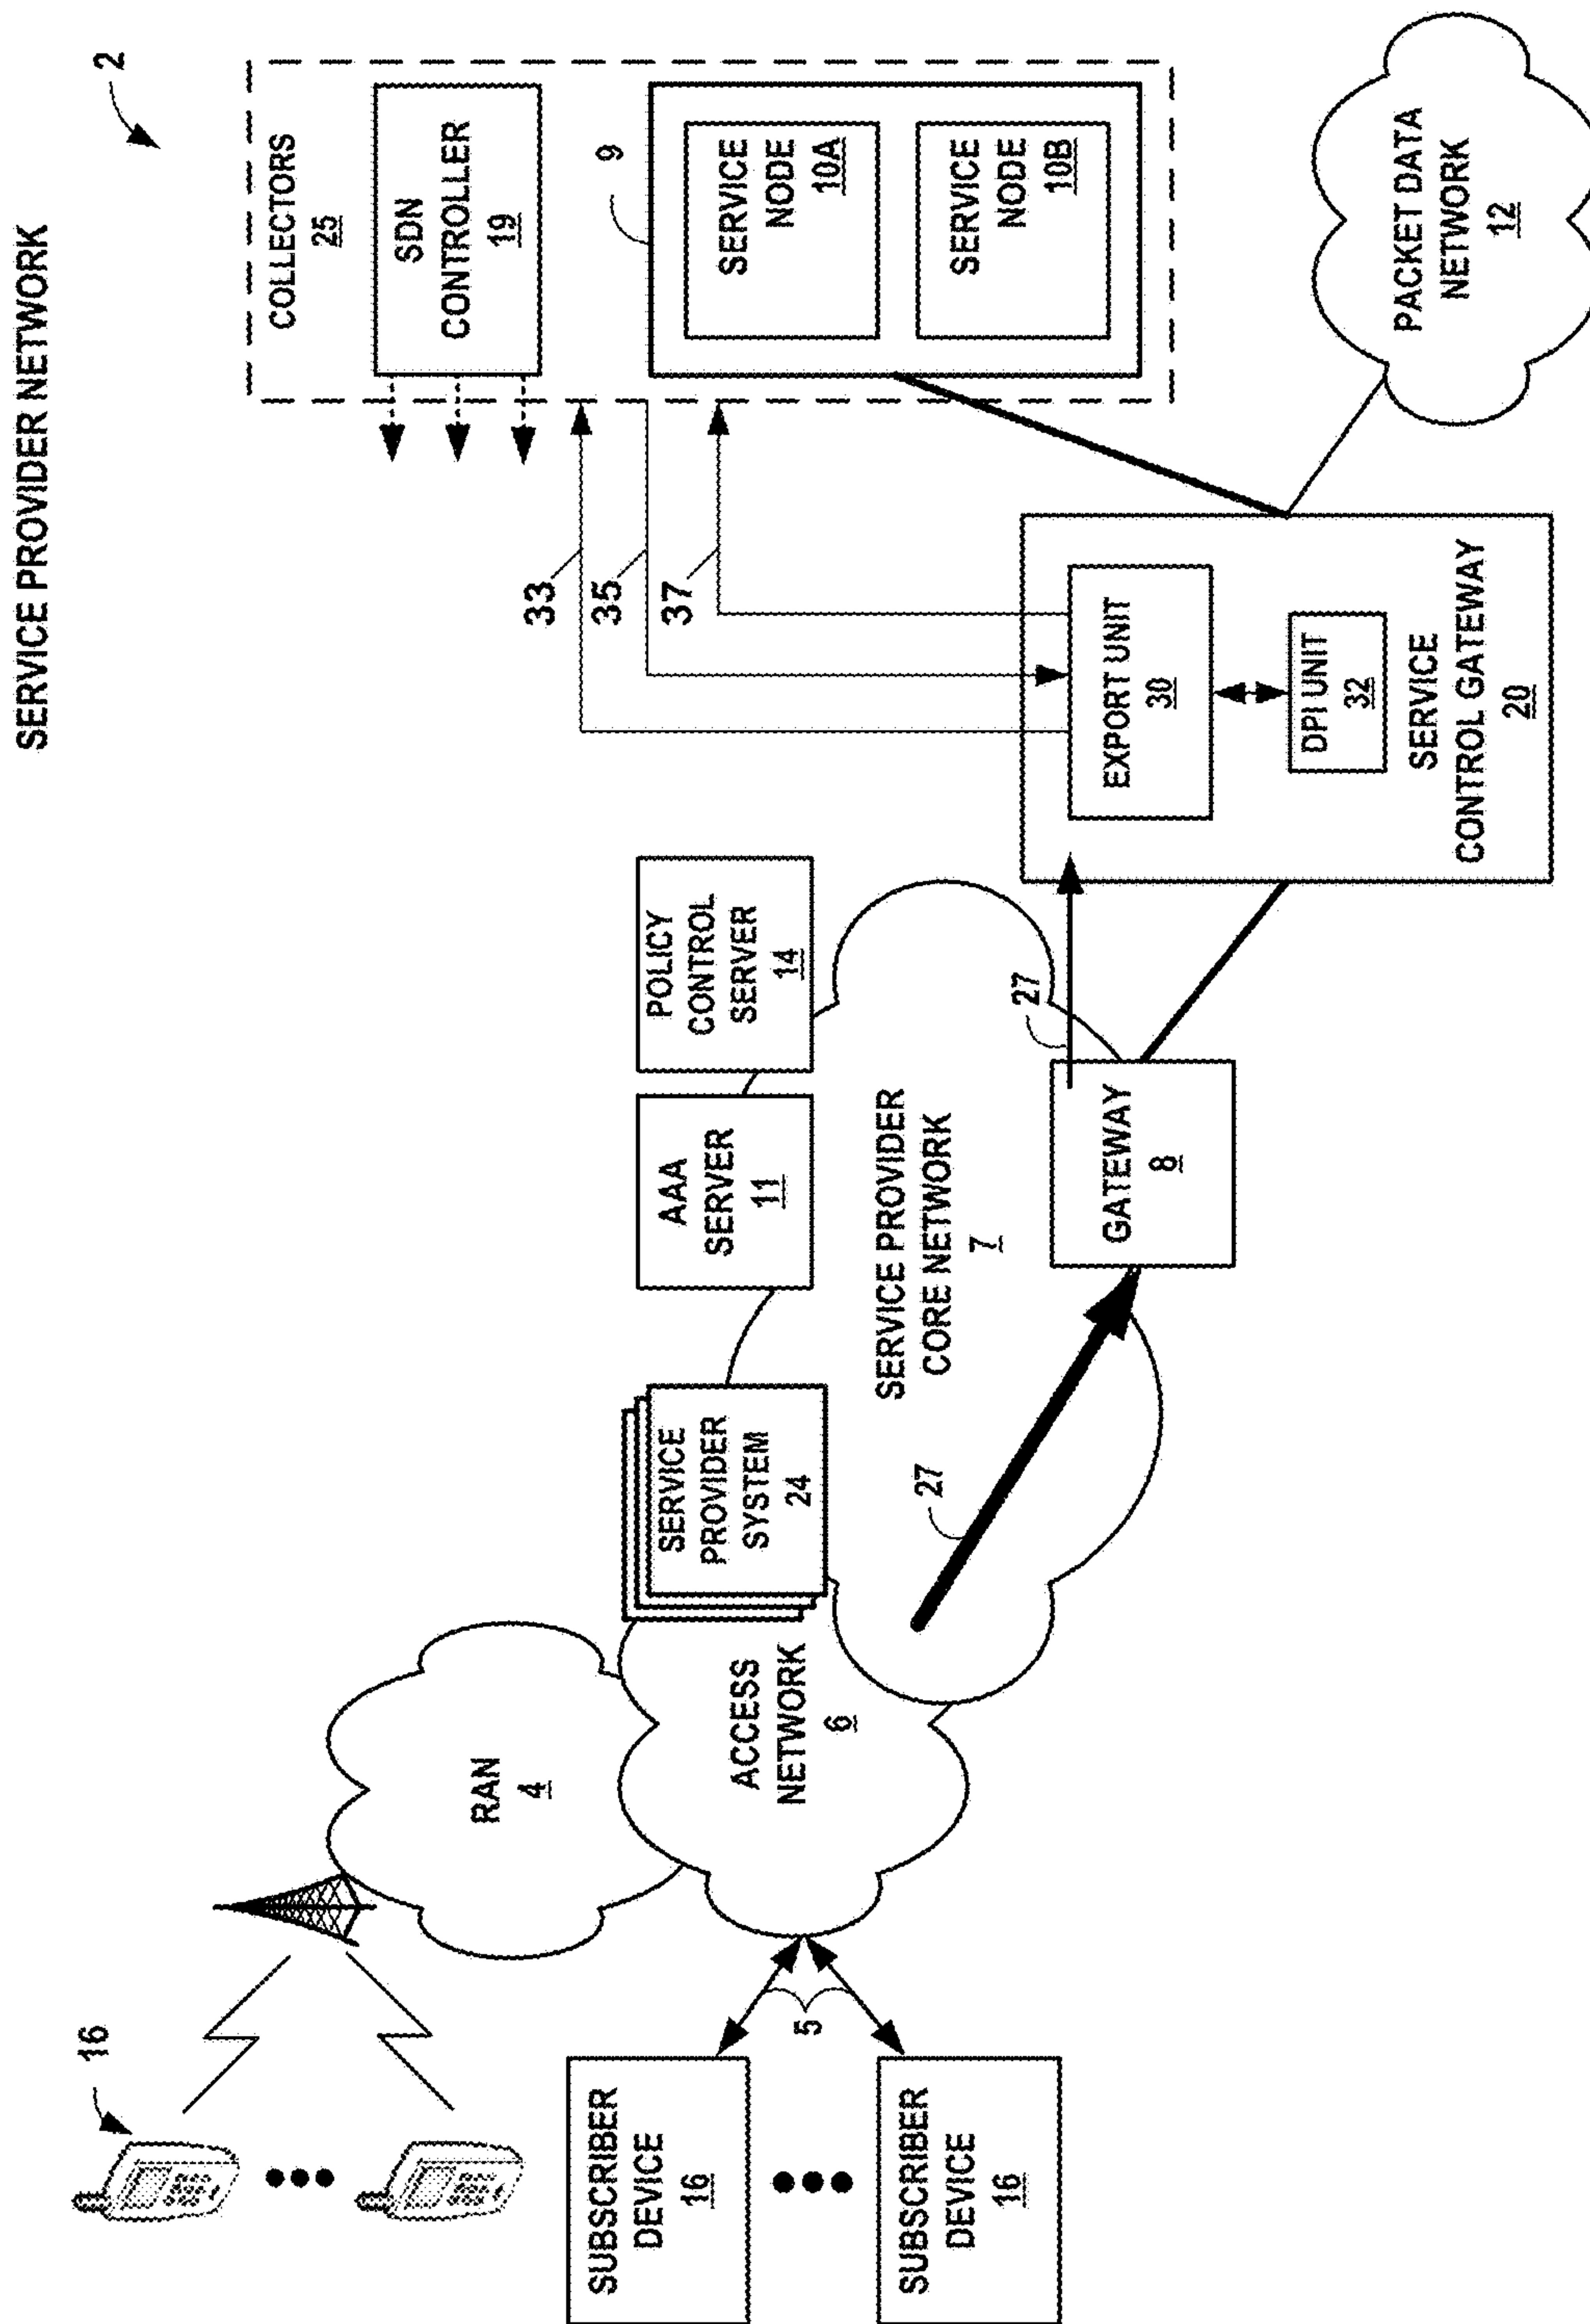 SERVICE PROVIDER NETWORK
2
COLLECTORS
25
SDN
CONTROLLER
19
9
SERVICE
NODE
10A
SERVICE
NODE
10B
33
35
37
PACKET DATA
NETWORK
12
EXPORT UNIT
30
DPI UNIT
32
SERVICE
CONTROL GATEWAY
20
POLICY
CONTROL
SERVER
14
AAA
SERVER
11
SERVICE
PROVIDER
SYSTEM
24
SERVICE PROVIDER
CORE NETWORK
7
27
27
GATEWAY
8
RAN
4
ACCESS
NETWORK
6
16
5
SUBSCRIBER
DEVICE
16
SUBSCRIBER
DEVICE
16